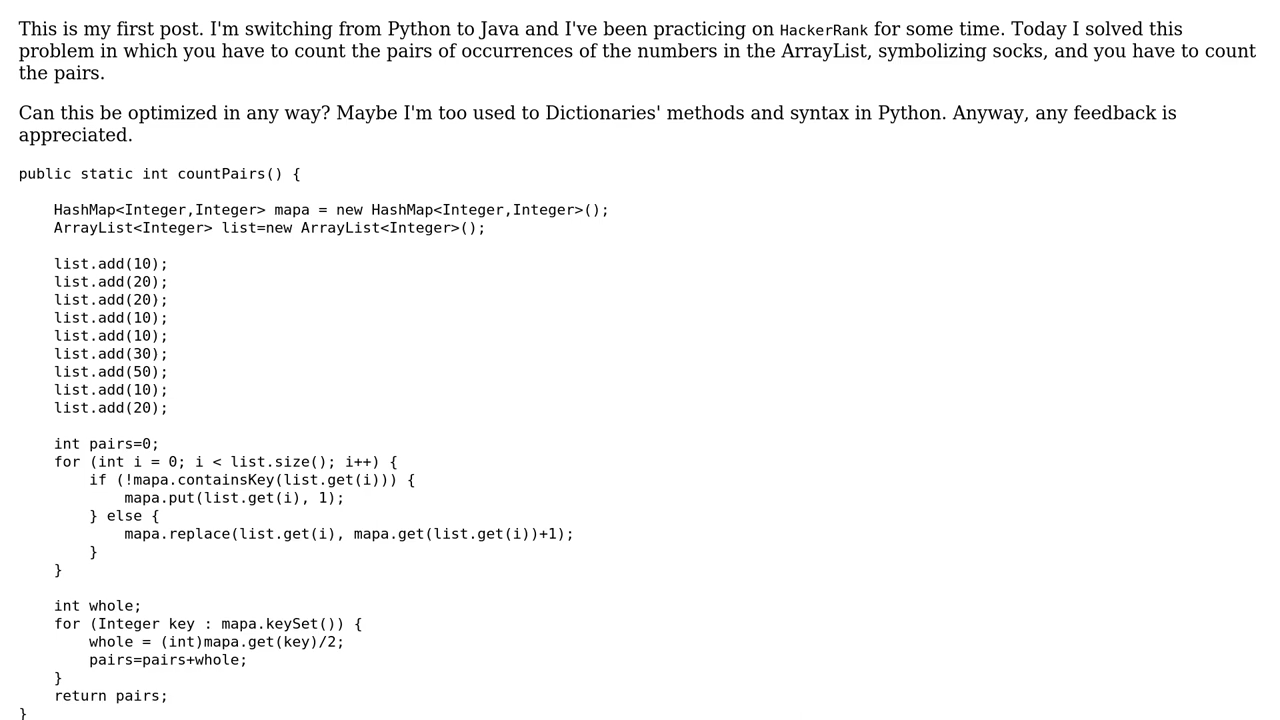 This is my first post. I'm switching from Python to Java and I've been practicing on HackerRank for some time. Today I solved this
problem in which you have to count the pairs of occurrences of the numbers in the ArrayList, symbolizing socks, and you have to count
the pairs.
Can this be optimized in any way? Maybe I'm too used to Dictionaries' methods and syntax in Python. Anyway, any feedback is
appreciated.
public static int countPairs() {
    HashMap<Integer,Integer> mapa = new HashMap<Integer,Integer>();
    ArrayList<Integer> list=new ArrayList<Integer>();
    list.add(10);
    list.add(20);
    list.add(20);
    list.add(10);
    list.add(10);
    list.add(30);
    list.add(50);
    list.add(10);
    list.add(20);
    int pairs=0;
    for (int i = 0; i < list.size(); i++) {
        if (!mapa.containsKey(list.get(i))) {
            mapa.put(list.get(i), 1);
        } else {
            mapa.replace(list.get(i), mapa.get(list.get(i))+1);
        }
    }
    int whole;
    for (Integer key : mapa.keySet()) {
        whole = (int)mapa.get(key)/2;
        pairs=pairs+whole;
    }
    return pairs;
}